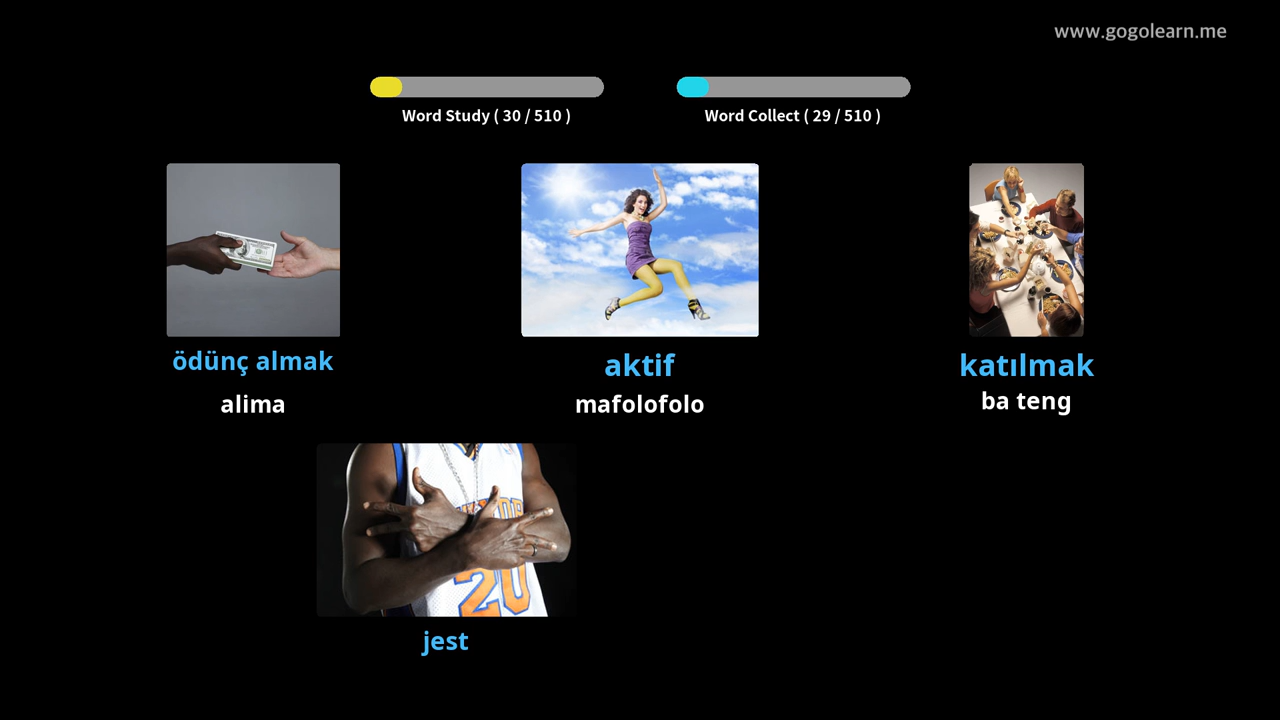 www.gogolearn.me
Word Study ( 30 / 510 )
Word Collect ( 29 / 510 )
ödünç almak
aktif
katılmak
alima
mafolofolo
ba teng
20
jest